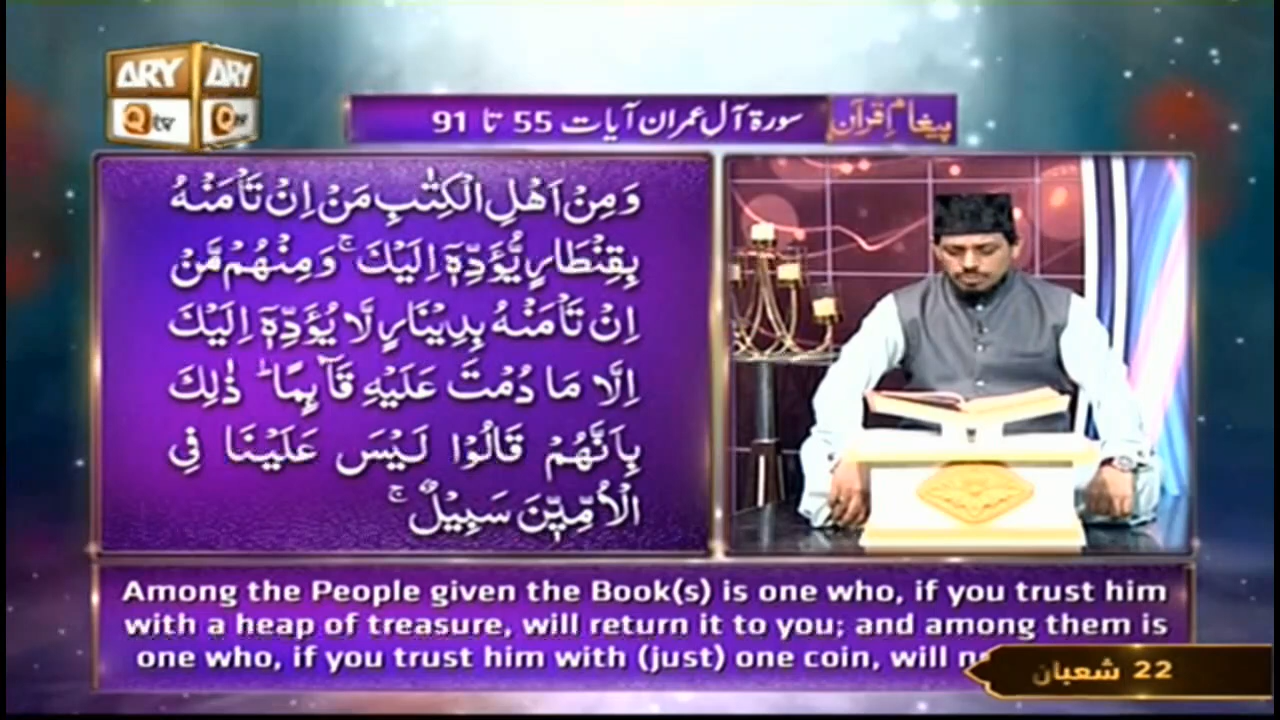 ARY ARY
Qtv
پیغامِ قرآن سورۃ آل عمران آیات 55 تا 91
وَ مِنْ اَهْلِ الْكِتٰبِ مَنْ اِنْ تَاْمَنْهُ
بِقِنْطَارٍ یُّؤَدِّهٖۤ اِلَیْكَ ۚ وَ مِنْهُمْ مَّنْ
اِنْ تَاْمَنْهُ بِدِیْنَارٍ لَّا یُؤَدِّهٖۤ اِلَیْكَ
اِلَّا مَا دُمْتَ عَلَیْهِ قَآىِٕمًا ؕ ذٰلِكَ
بِاَنَّهُمْ قَالُوْا لَیْسَ عَلَیْنَا فِی
الْاُمِّیّٖنَ سَبِیْلٌ ۚ
Among the People given the Book(s) is one who, if you trust him
with a heap of treasure, will return it to you; and among them is
one who, if you trust him with (just) one coin, will
22 شعبان